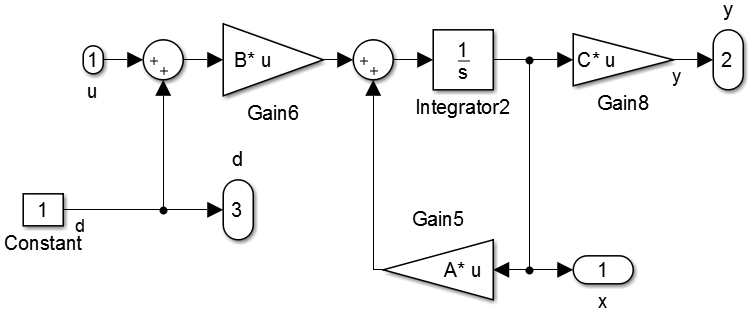 y
1
u
+
+
B* u
Gain6
+
+
1
s
Integrator2
C* u
Gain8
y
2
d
3
1
Constant
d
Gain5
A* u
1
x